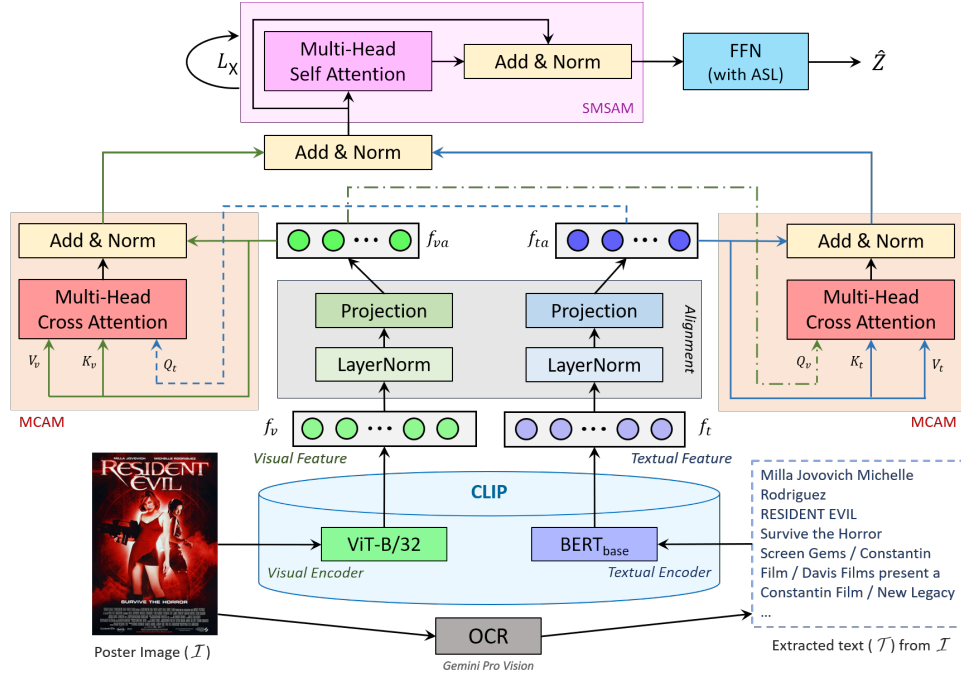 L_X
Multi-Head
Self Attention
Add & Norm
FFN
(with ASL)
Ẑ
SMSAM
Add & Norm
Add & Norm
f_va
f_ta
Add & Norm
Multi-Head
Cross Attention
Projection
Projection
Alignment
Multi-Head
Cross Attention
LayerNorm
LayerNorm
V_v
K_v
Q_t
Q_v
K_t
V_t
MCAM
MCAM
f_v
f_t
Visual Feature
Textual Feature
CLIP
ViT-B/32
BERT_base
Visual Encoder
Textual Encoder
MILLA JOVOVICH MICHELLE RODRIGUEZ
RESIDENT
EVIL
SURVIVE THE HORROR
Milla Jovovich Michelle
Rodriguez
RESIDENT EVIL
Survive the Horror
Screen Gems / Constantin
Film / Davis Films present a
Constantin Film / New Legacy
...
OCR
Gemini Pro Vision
Poster Image (ℐ)
Extracted text (𝒯) from ℐ